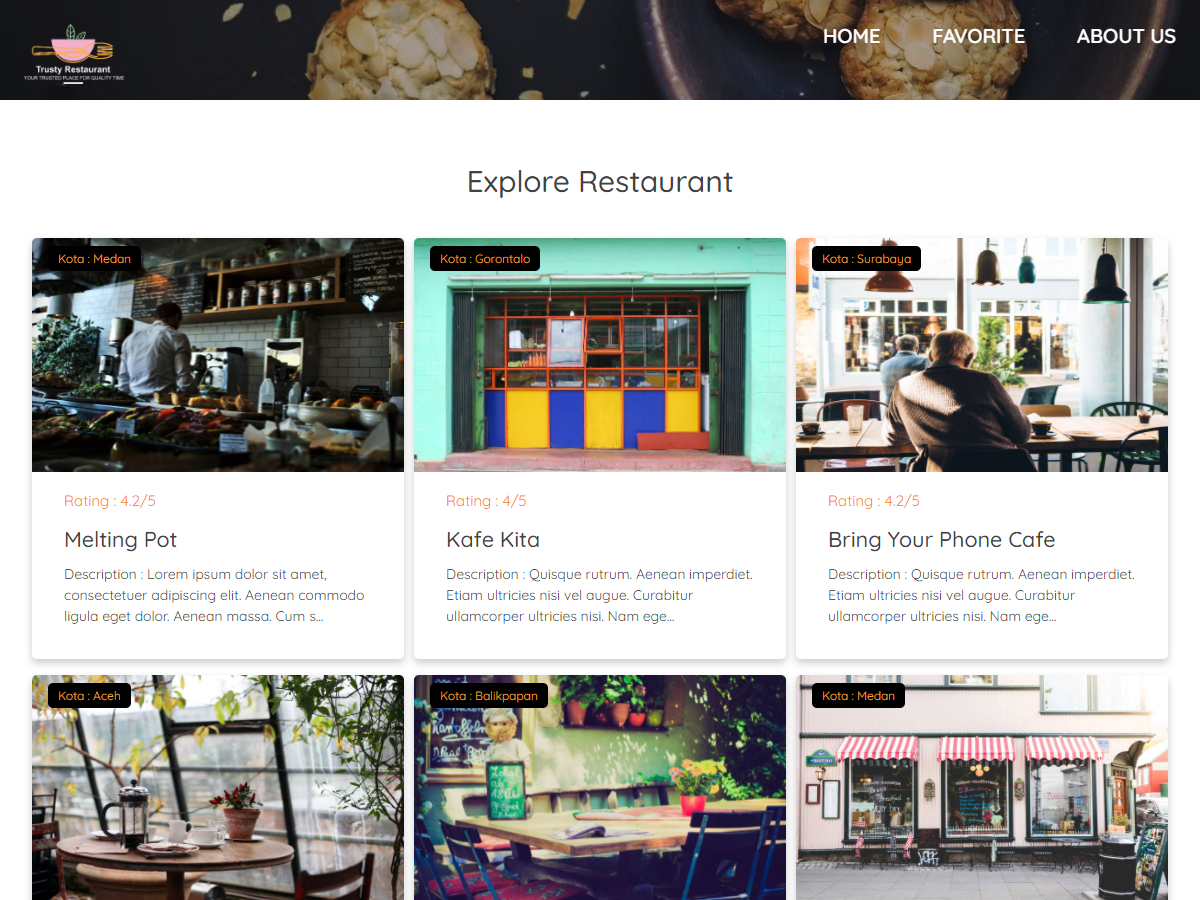 HOME
FAVORITE
ABOUT US
Trusty Restaurant
YOUR TRUSTED PLACE FOR QUALITY TIME
Explore Restaurant
Kota : Medan
Rating : 4.2/5
Melting Pot
Description : Lorem ipsum dolor sit amet,
consectetuer adipiscing elit. Aenean commodo
ligula eget dolor. Aenean massa. Cum s...
Kota : Gorontalo
Rating : 4/5
Kafe Kita
Description : Quisque rutrum. Aenean imperdiet.
Etiam ultricies nisi vel augue. Curabitur
ullamcorper ultricies nisi. Nam ege...
Kota : Surabaya
Rating : 4.2/5
Bring Your Phone Cafe
Description : Quisque rutrum. Aenean imperdiet.
Etiam ultricies nisi vel augue. Curabitur
ullamcorper ultricies nisi. Nam ege...
Kota : Aceh
Kota : Balikpapan
Kota : Medan